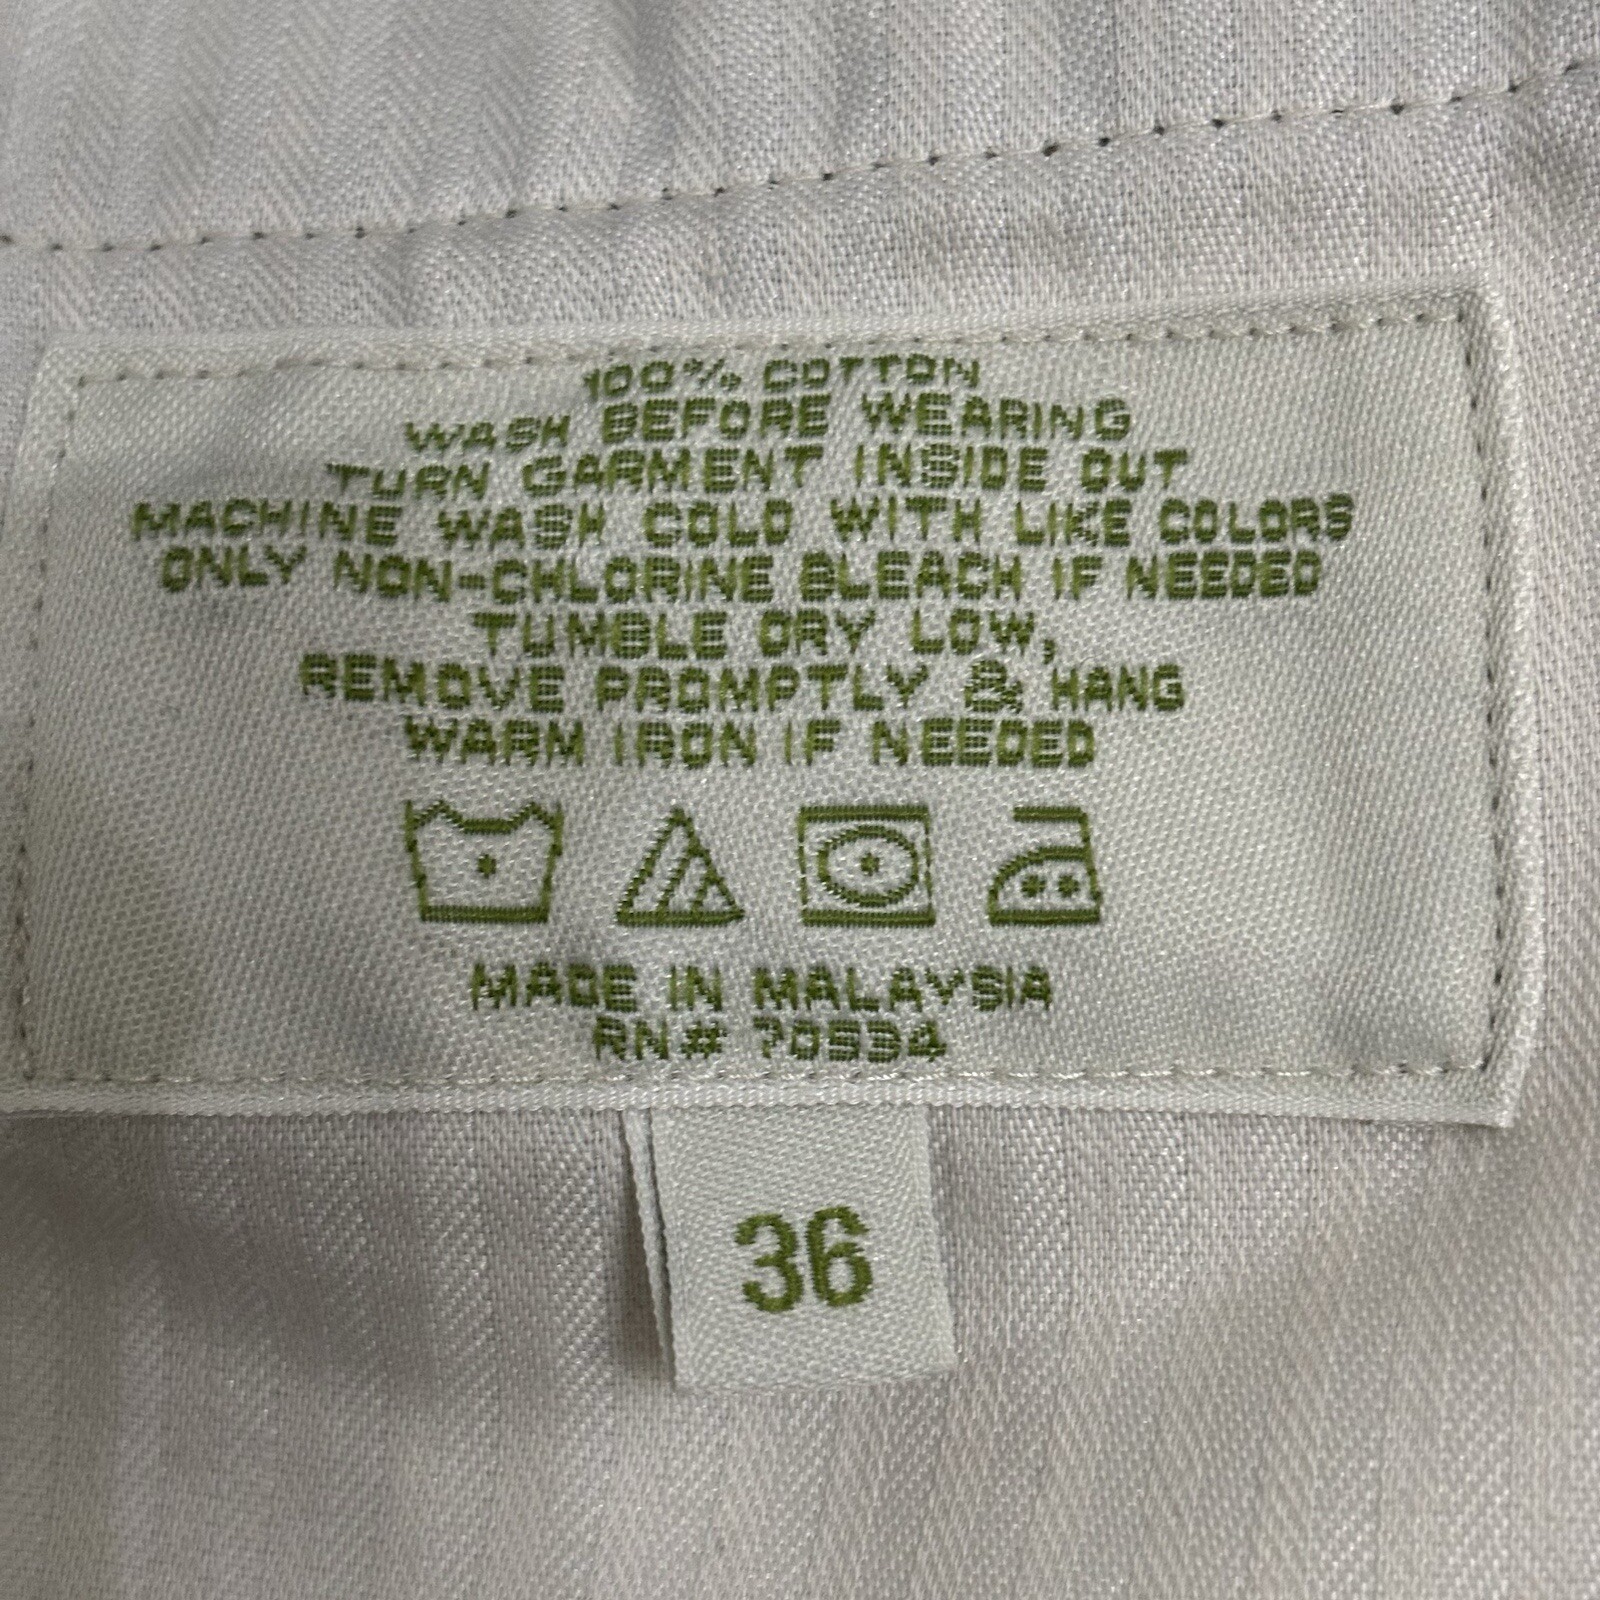 100% COTTON
WASH BEFORE WEARING
TURN GARMENT INSIDE OUT
MACHINE WASH COLD WITH LIKE COLORS
ONLY NON-CHLORINE BLEACH IF NEEDED
TUMBLE DRY LOW,
REMOVE PROMPTLY & HANG
WARM IRON IF NEEDED
MADE IN MALAYSIA
RN# 70534
36